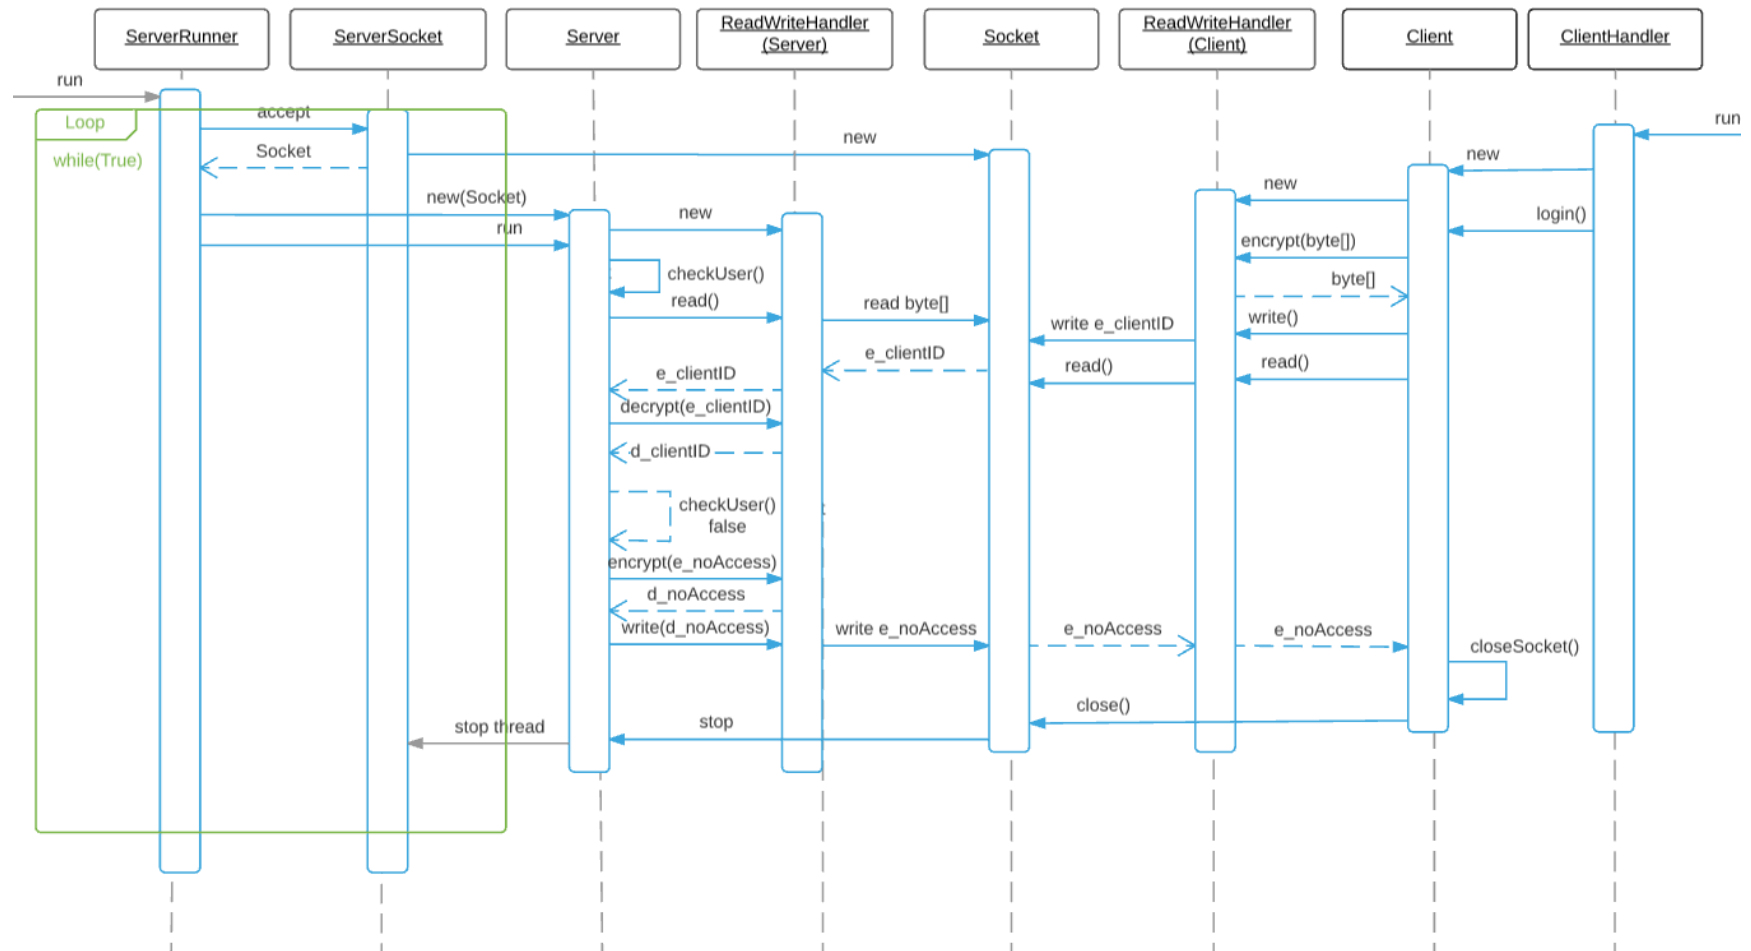 ServerRunner
ServerSocket
Server
ReadWriteHandler
(Server)
Socket
ReadWriteHandler
(Client)
Client
ClientHandler
run
Loop
accept
run
while(True)
Socket
new
new
new
new(Socket)
new
login()
run
encrypt(byte[])
checkUser()
byte[]
read()
read byte[]
write e_clientID
write()
e_clientID
read()
read()
e_clientID
decrypt(e_clientID)
d_clientID
checkUser()
false
encrypt(e_noAccess)
d_noAccess
write(d_noAccess)
write e_noAccess
e_noAccess
e_noAccess
closeSocket()
close()
stop thread
stop